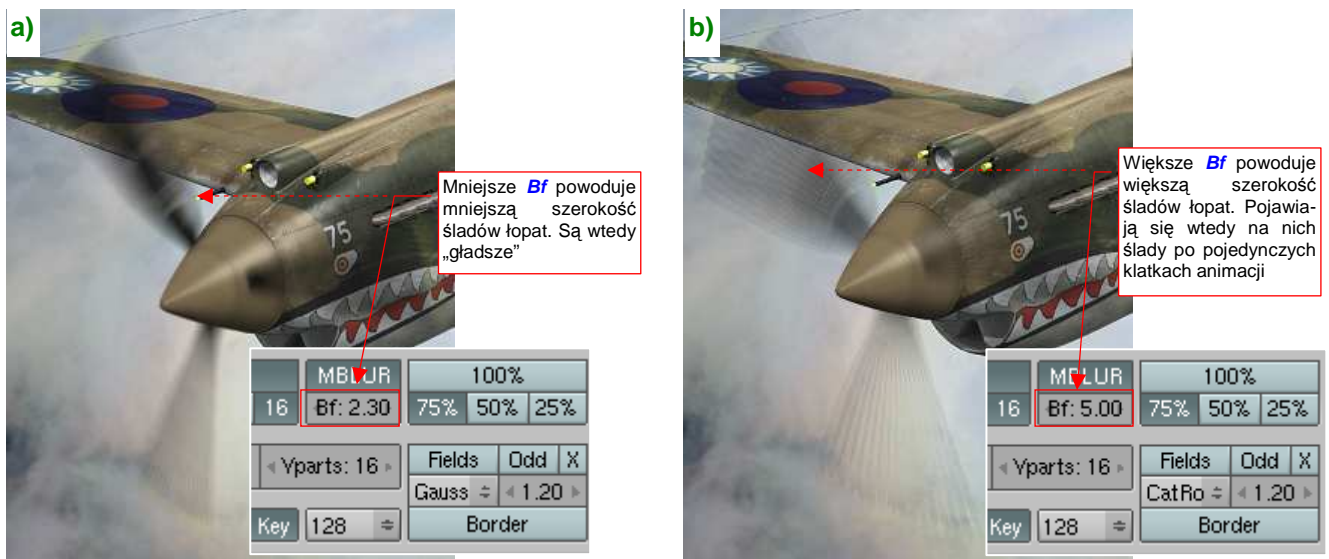 a)
75
Mniejsze Bf powoduje
mniejszą szerokość
śladów łopat. Są wtedy
„gładsze”
MBLUR
100%
16
Bf: 2.30
75%
50%
25%
Yparts: 16
Fields
Odd
X
Gauss
1.20
Key
128
Border
b)
75
Większe Bf powoduje
większą szerokość
śladów łopat. Pojawia-
ją się wtedy na nich
ślady po pojedynczych
klatkach animacji
MBLUR
100%
16
Bf: 5.00
75%
50%
25%
Yparts: 16
Fields
Odd
X
CatRo
1.20
Key
128
Border